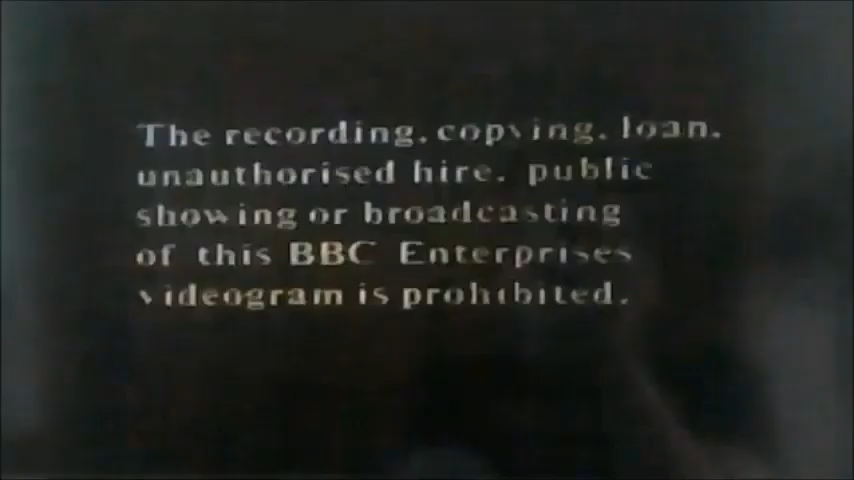 The recording, copying, loan,
unauthorised hire, public
showing or broadcasting
of this BBC Enterprises
videogram is prohibited.